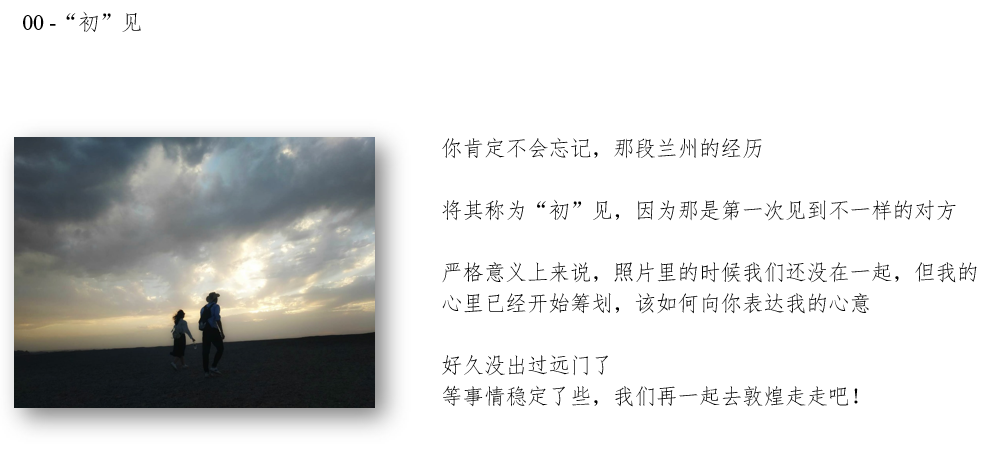 00 -“初”见
你肯定不会忘记，那段兰州的经历
将其称为“初”见，因为那是第一次见到不一样的对方
严格意义上来说，照片里的时候我们还没在一起，但我的
心里已经开始筹划，该如何向你表达我的心意
好久没出过远门了
等事情稳定了些，我们再一起去敦煌走走吧！